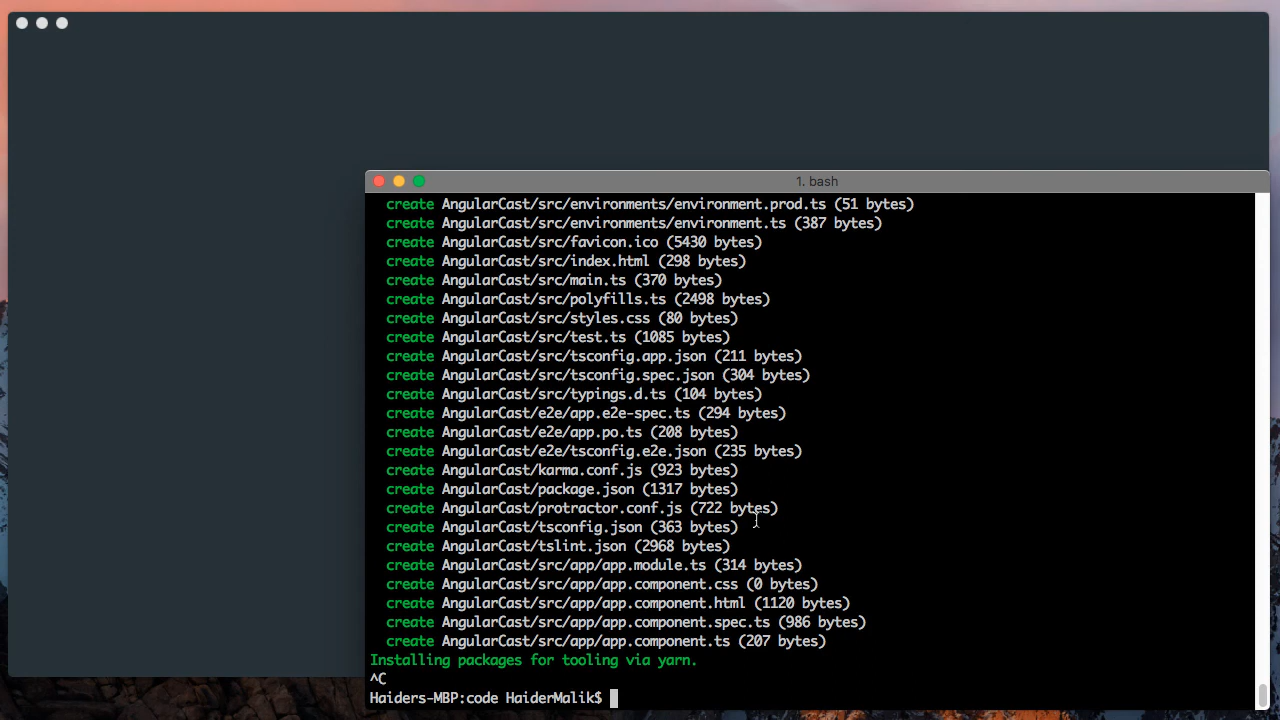 1. bash
create AngularCast/src/environments/environment.prod.ts (51 bytes)
create AngularCast/src/environments/environment.ts (387 bytes)
create AngularCast/src/favicon.ico (5430 bytes)
create AngularCast/src/index.html (298 bytes)
create AngularCast/src/main.ts (370 bytes)
create AngularCast/src/polyfills.ts (2498 bytes)
create AngularCast/src/styles.css (80 bytes)
create AngularCast/src/test.ts (1085 bytes)
create AngularCast/src/tsconfig.app.json (211 bytes)
create AngularCast/src/tsconfig.spec.json (304 bytes)
create AngularCast/src/typings.d.ts (104 bytes)
create AngularCast/e2e/app.e2e-spec.ts (294 bytes)
create AngularCast/e2e/app.po.ts (208 bytes)
create AngularCast/e2e/tsconfig.e2e.json (235 bytes)
create AngularCast/karma.conf.js (923 bytes)
create AngularCast/package.json (1317 bytes)
create AngularCast/protractor.conf.js (722 bytes)
create AngularCast/tsconfig.json (363 bytes)
create AngularCast/tslint.json (2968 bytes)
create AngularCast/src/app/app.module.ts (314 bytes)
create AngularCast/src/app/app.component.css (0 bytes)
create AngularCast/src/app/app.component.html (1120 bytes)
create AngularCast/src/app/app.component.spec.ts (986 bytes)
create AngularCast/src/app/app.component.ts (207 bytes)
Installing packages for tooling via yarn.
^C
Haiders-MBP:code HaiderMalik$